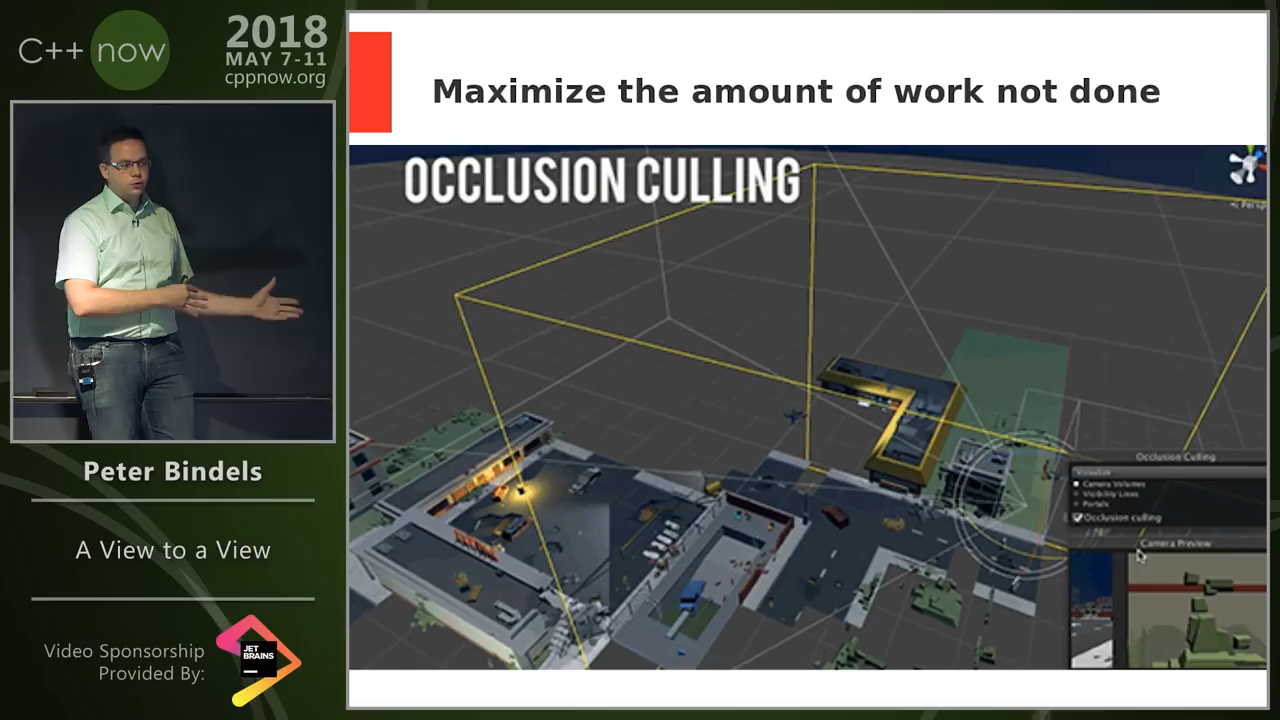 C++ now
2018
MAY 7-11
cppnow.org
Maximize the amount of work not done
OCCLUSION CULLING
< Persp
Occlusion Culling
Visualize
Camera Volumes
Visibility Lines
Portals
Occlusion culling
Camera Preview
Peter Bindels
A View to a View
Video Sponsorship
Provided By:
JET
BRAINS